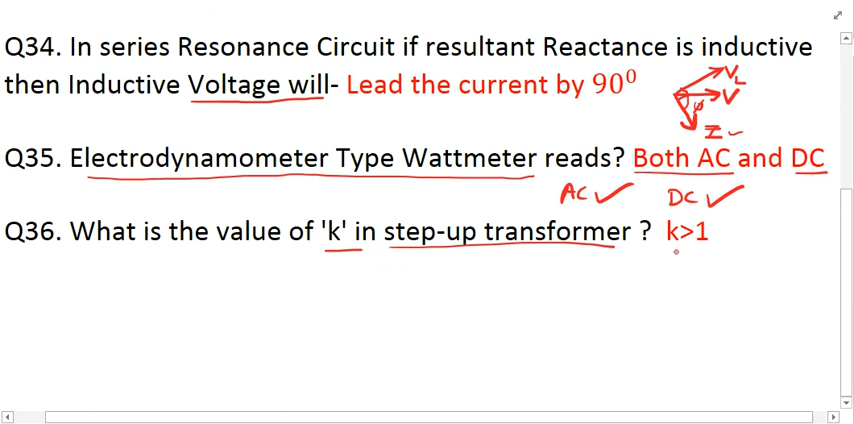 Q34. In series Resonance Circuit if resultant Reactance is inductive
then Inductive Voltage will- Lead the current by 90⁰
V_L
V
φ
I
Q35. Electrodynamometer Type Wattmeter reads? Both AC and DC
AC ✓ DC ✓
Q36. What is the value of 'k' in step-up transformer ? k>1